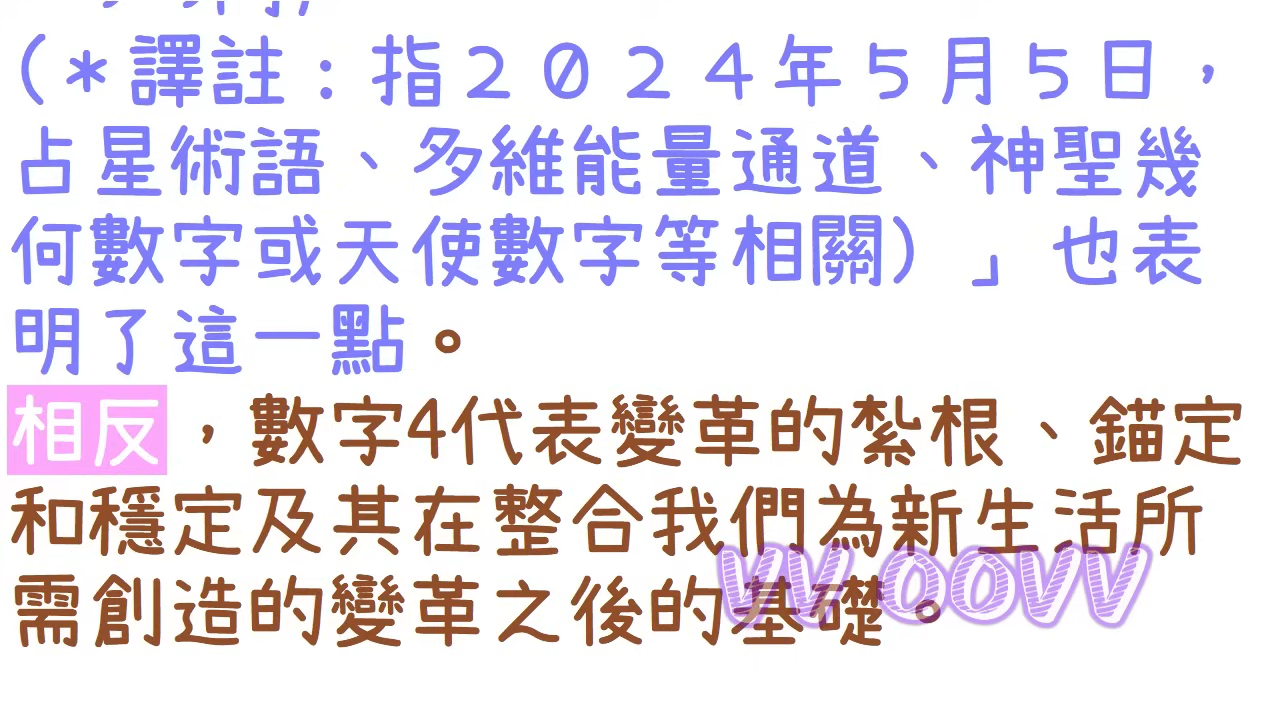 (*譯註:指２０２４年５月５日,
占星術語、多維能量通道、神聖幾
何數字或天使數字等相關)」也表
明了這一點。
相反,數字4代表變革的紮根、錨定
和穩定及其在整合我們為新生活所
需創造的變革之後的基礎。
VV OOVV